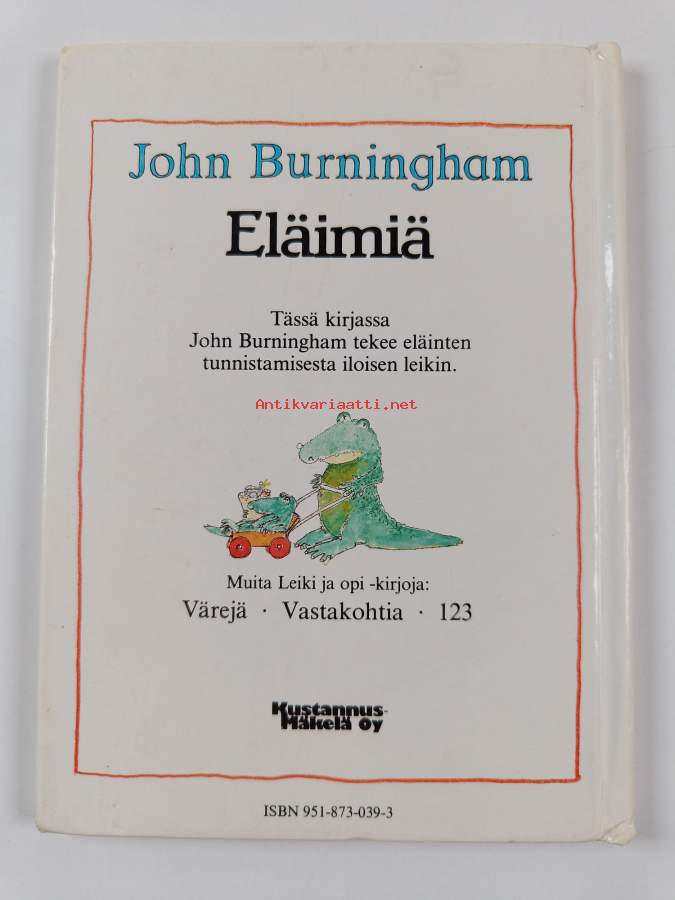 John Burningham
Eläimiä
Tässä kirjassa
John Burningham tekee eläinten
tunnistamisesta iloisen leikin.
Antikvariaatti.net
Muita Leiki ja opi -kirjoja:
Värejä · Vastakohtia · 123
Kustannus-
Mäkelä Oy
ISBN 951-873-039-3